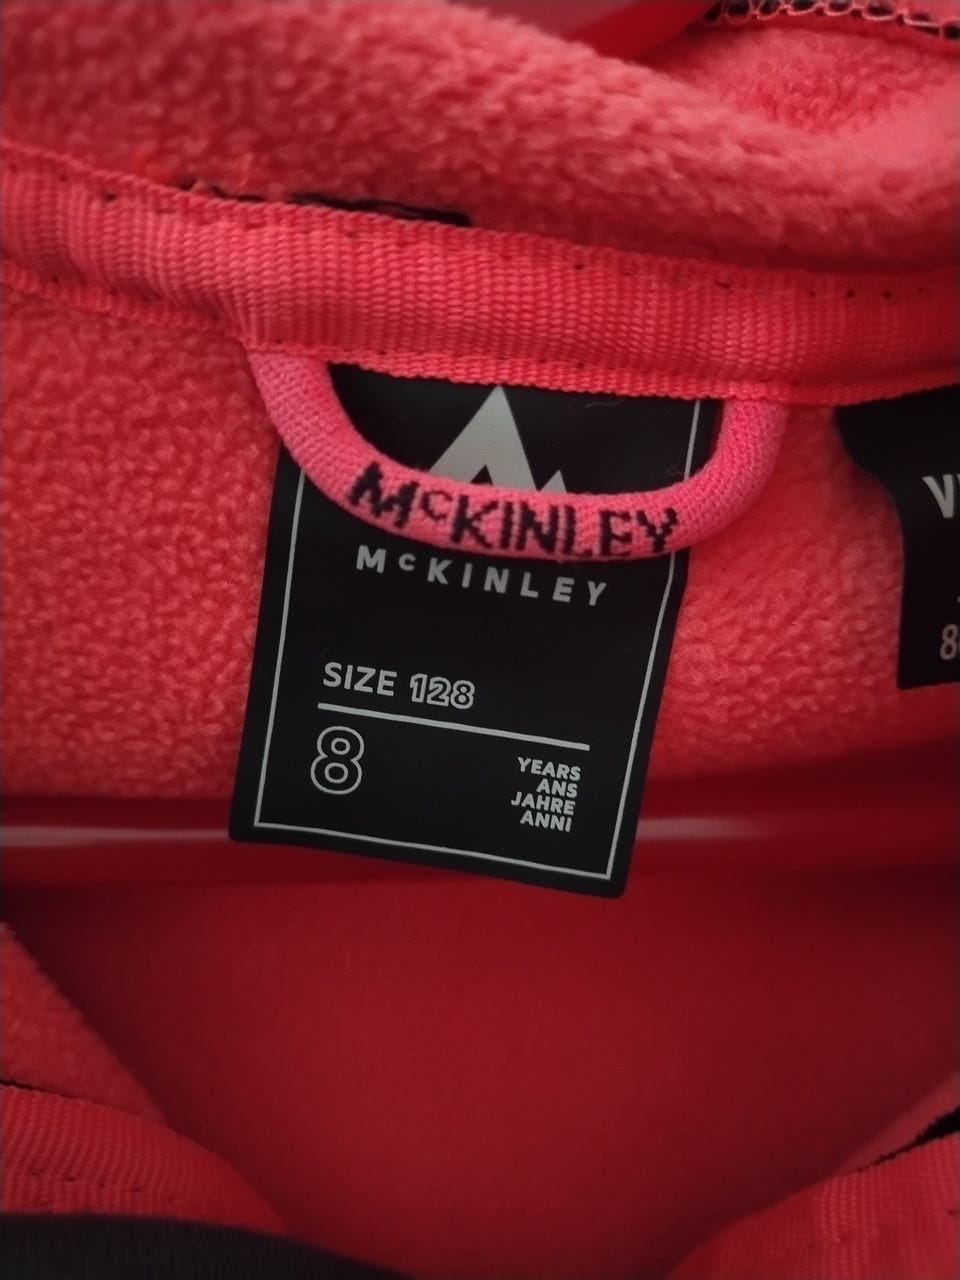 McKINLEY
McKINLEY
SIZE 128
8
YEARS
ANS
JAHRE
ANNI